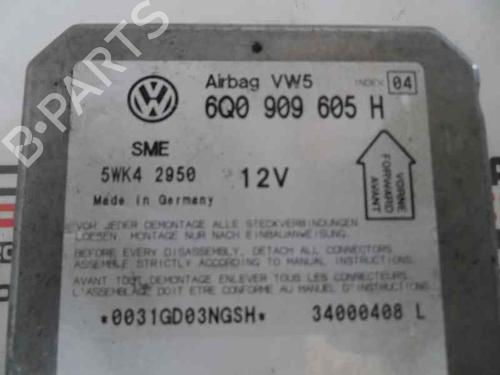 Airbag VW5 INDEX 04
6Q0 909 605 H
SME
5WK4 2950 12V
Made in Germany
VORNE
FORWARD
AVANT
VOR JEDER DEMONTAGE ALLE STECKVERBINDUNGEN
LOESEN. MONTAGE NUR NACH EINBAUANWEISUNG.
BEFORE EVERY DISASSEMBLY, DETACH ALL CONNECTORS
ASSEMBLE STRICTLY ACCORDING TO MANUAL INSTRUCTIONS.
AVANT TOUT DEMONTAGE ENLEVER TOUS LES CONNECTEURS.
L'ASSEMBLAGE DOIT ETRE CONFORME AU MANUEL D'INSTRUCTIONS
*0031GD03NGSH* 34000408 L
B-PARTS